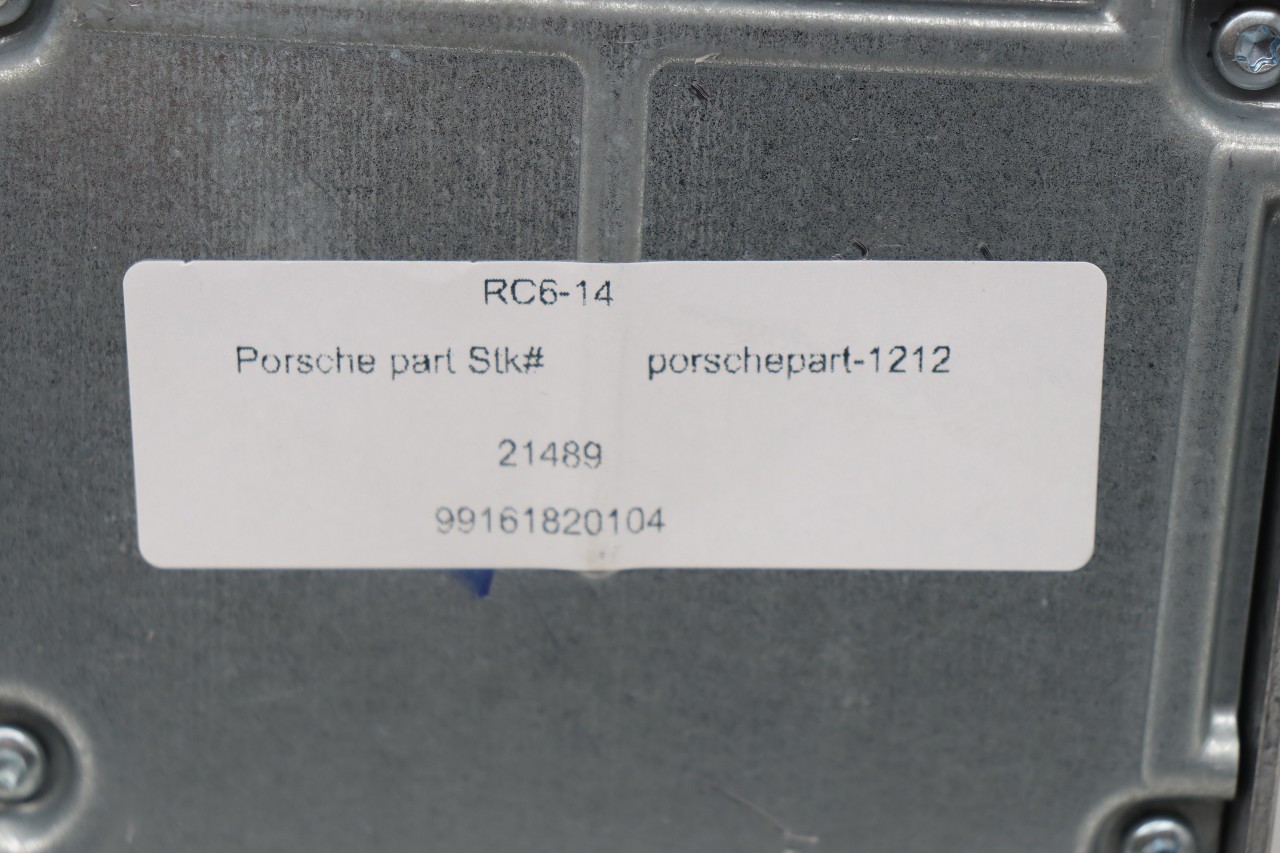 RC6-14
Porsche part Stk# porschepart-1212
21489
99161820104